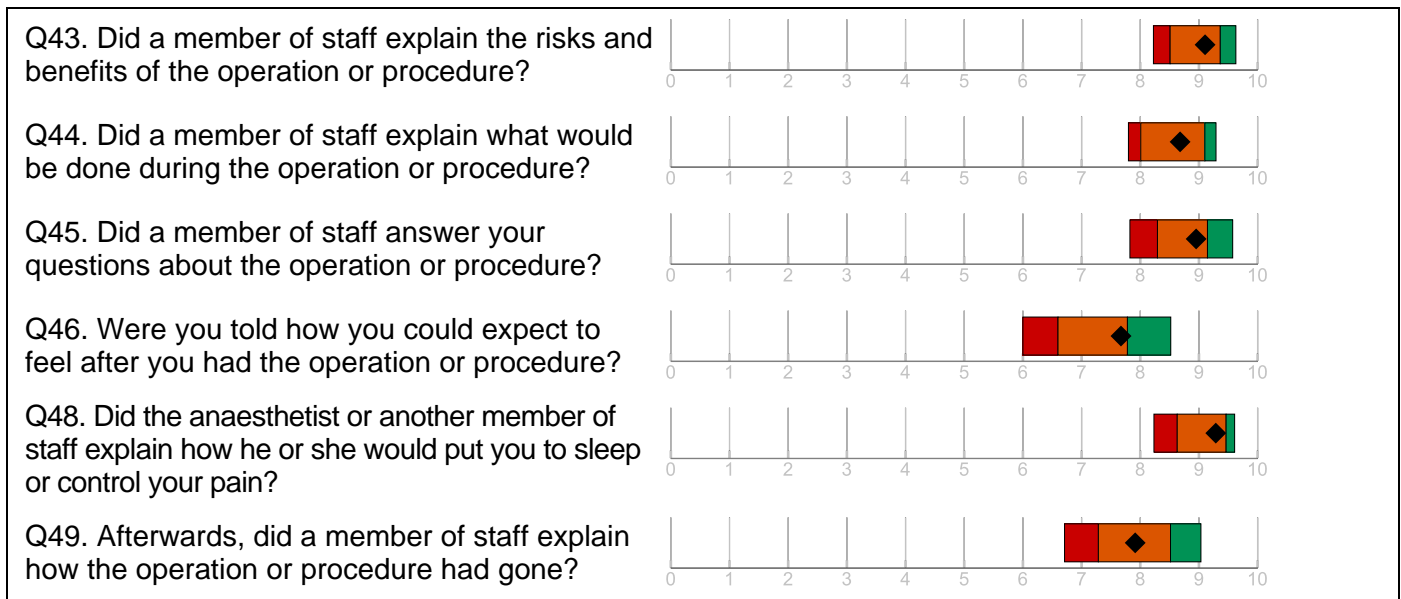 Q43. Did a member of staff explain the risks and
benefits of the operation or procedure?
0 1 2 3 4 5 6 7 8 9 10
Q44. Did a member of staff explain what would
be done during the operation or procedure?
0 1 2 3 4 5 6 7 8 9 10
Q45. Did a member of staff answer your
questions about the operation or procedure?
0 1 2 3 4 5 6 7 8 9 10
Q46. Were you told how you could expect to
feel after you had the operation or procedure?
0 1 2 3 4 5 6 7 8 9 10
Q48. Did the anaesthetist or another member of
staff explain how he or she would put you to sleep
or control your pain?
0 1 2 3 4 5 6 7 8 9 10
Q49. Afterwards, did a member of staff explain
how the operation or procedure had gone?
0 1 2 3 4 5 6 7 8 9 10